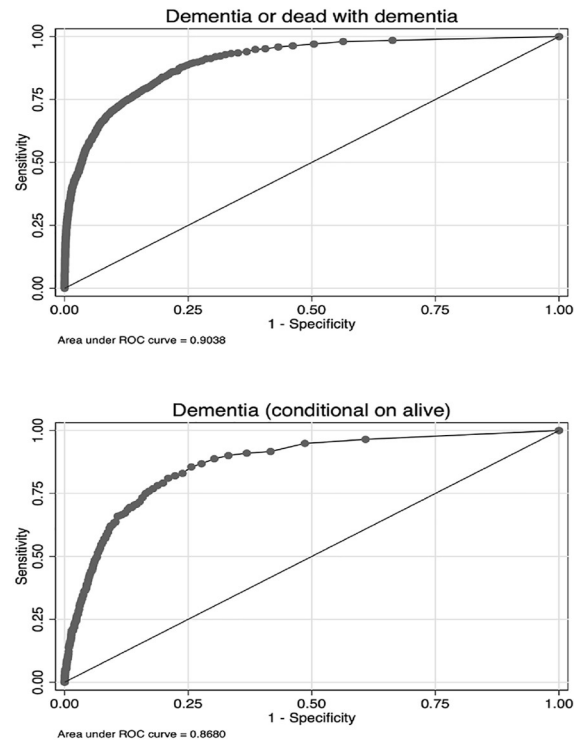 Dementia or dead with dementia
1.00
0.75
0.50
0.25
0.00
Sensitivity
0.00 0.25 0.50 0.75 1.00
1 - Specificity
Area under ROC curve = 0.9038
Dementia (conditional on alive)
1.00
0.75
0.50
0.25
0.00
Sensitivity
0.00 0.25 0.50 0.75 1.00
1 - Specificity
Area under ROC curve = 0.8680